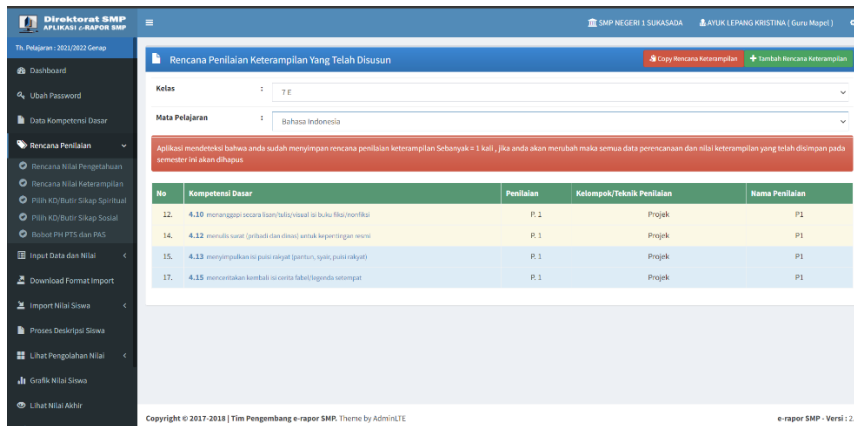 Direktorat SMP
APLIKASI e-RAPOR SMP
SMP NEGERI 1 SUKASADA
AYUK LEPANG KRISTINA ( Guru Mapel )
Th. Pelajaran : 2021/2022 Genap
Dashboard
Ubah Password
Data Kompetensi Dasar
Rencana Penilaian
Rencana Nilai Pengetahuan
Rencana Nilai Keterampilan
Pilih KD/Butir Sikap Spiritual
Pilih KD/Butir Sikap Sosial
Bobot PH PTS dan PAS
Input Data dan Nilai
Download Format Import
Import Nilai Siswa
Proses Deskripsi Siswa
Lihat Pengolahan Nilai
Grafik Nilai Siswa
Lihat Nilai Akhir
Rencana Penilaian Keterampilan Yang Telah Disusun
Copy Rencana Keterampilan
Tambah Rencana Keterampilan
Kelas : 7 E
Mata Pelajaran : Bahasa Indonesia
Aplikasi mendeteksi bahwa anda sudah menyimpan rencana penilaian keterampilan Sebanyak = 1 kali , jika anda akan merubah maka semua data perencanaan dan nilai keterampilan yang telah disimpan pada
semester ini akan dihapus
No Kompetensi Dasar Penilaian Kelompok/Teknik Penilaian Nama Penilaian
12. 4.10 menanggapi secara lisan/tulis/visual isi buku fiksi/nonfiksi P. 1 Projek P1
14. 4.12 menulis surat (pribadi dan dinas) untuk kepentingan resmi P. 1 Projek P1
15. 4.13 menyimpulkan isi puisi rakyat (pantun, syair, puisi rakyat) P. 1 Projek P1
17. 4.15 menceritakan kembali isi cerita fabel/legenda setempat P. 1 Projek P1
Copyright © 2017-2018 | Tim Pengembang e-rapor SMP. Theme by AdminLTE
e-rapor SMP - Versi : 2.